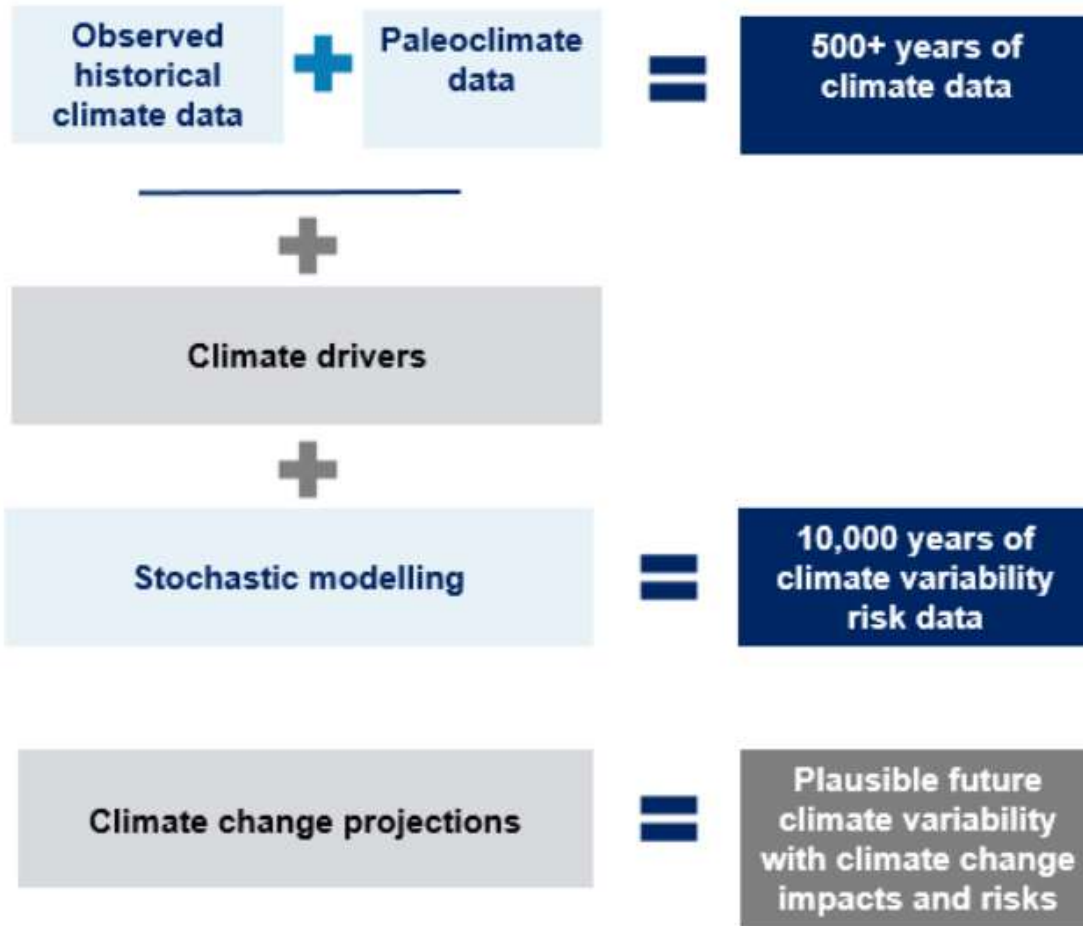 Observed
historical
climate data
Paleoclimate
data
500+ years of
climate data
Climate drivers
Stochastic modelling
10,000 years of
climate variability
risk data
Climate change projections
Plausible future
climate variability
with climate change
impacts and risks